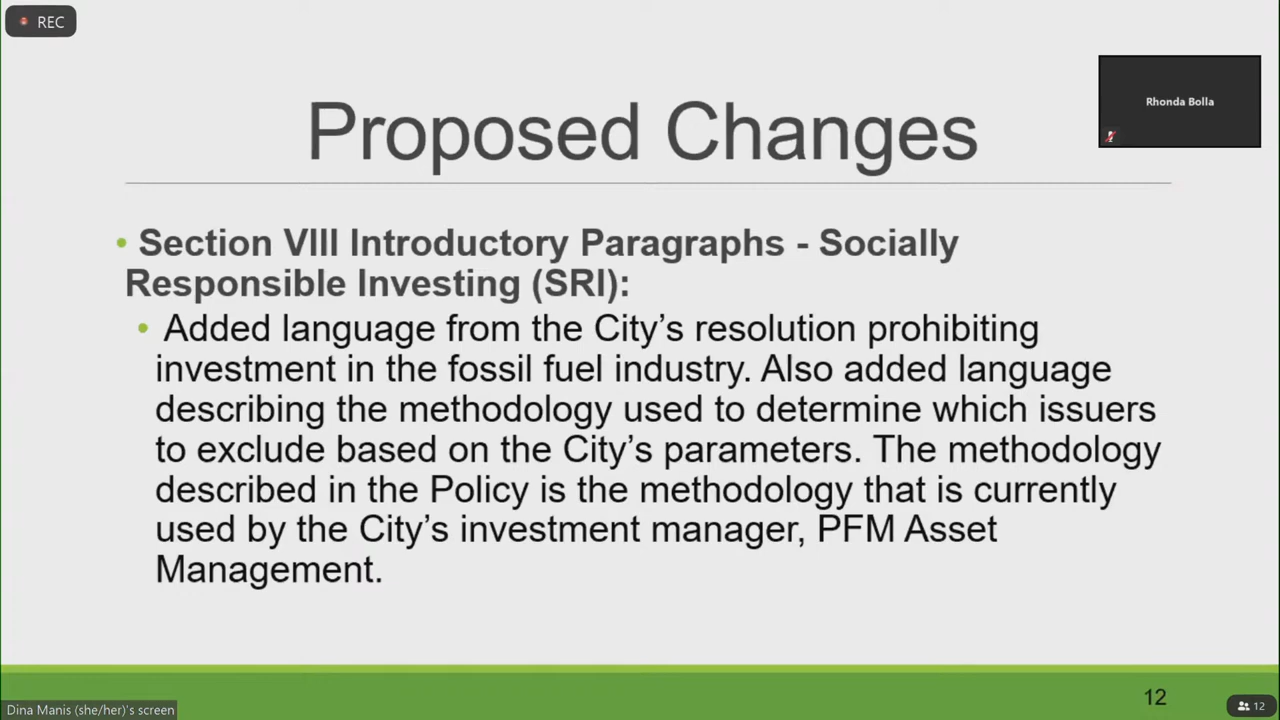 REC
Rhonda Bolla
Proposed Changes
• Section VIII Introductory Paragraphs - Socially
Responsible Investing (SRI):
• Added language from the City’s resolution prohibiting
investment in the fossil fuel industry. Also added language
describing the methodology used to determine which issuers
to exclude based on the City’s parameters. The methodology
described in the Policy is the methodology that is currently
used by the City’s investment manager, PFM Asset
Management.
12
Dina Manis (she/her)'s screen
12